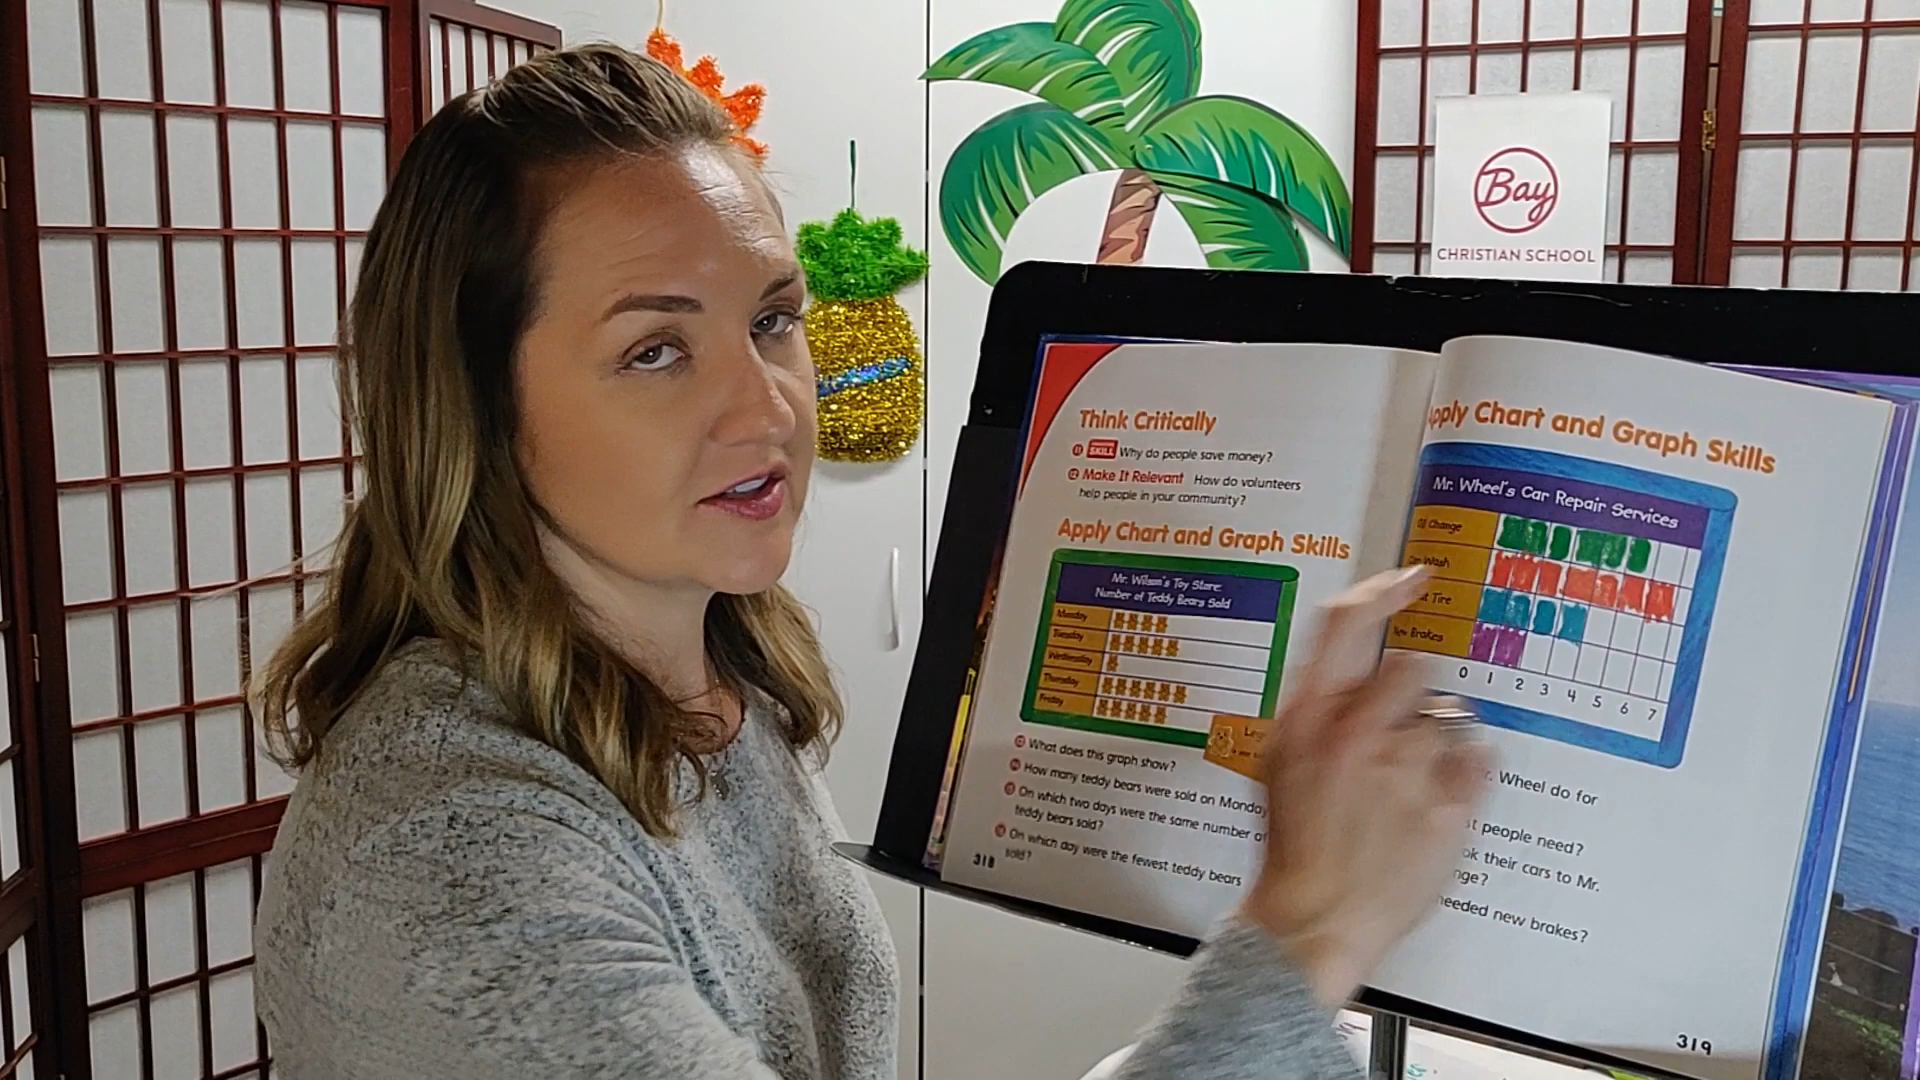 Bay
CHRISTIAN SCHOOL
Think Critically
11 SKILL Why do people save money?
12 Make It Relevant How do volunteers
help people in your community?
Apply Chart and Graph Skills
Mr. Wilson's Toy Store:
Number of Teddy Bears Sold
Monday
Tuesday
Wednesday
Thursday
Friday
What does this graph show?
How many teddy bears were sold on Monday
On which two days were the same number of
teddy bears sold?
On which day were the fewest teddy bears
sold?
318
Apply Chart and Graph Skills
Mr. Wheel's Car Repair Services
Oil Change
Wash
Tire
New Brakes
0 1 2 3 4 5 6 7
Wheel do for
people need?
their cars to Mr.
needed new brakes?
319